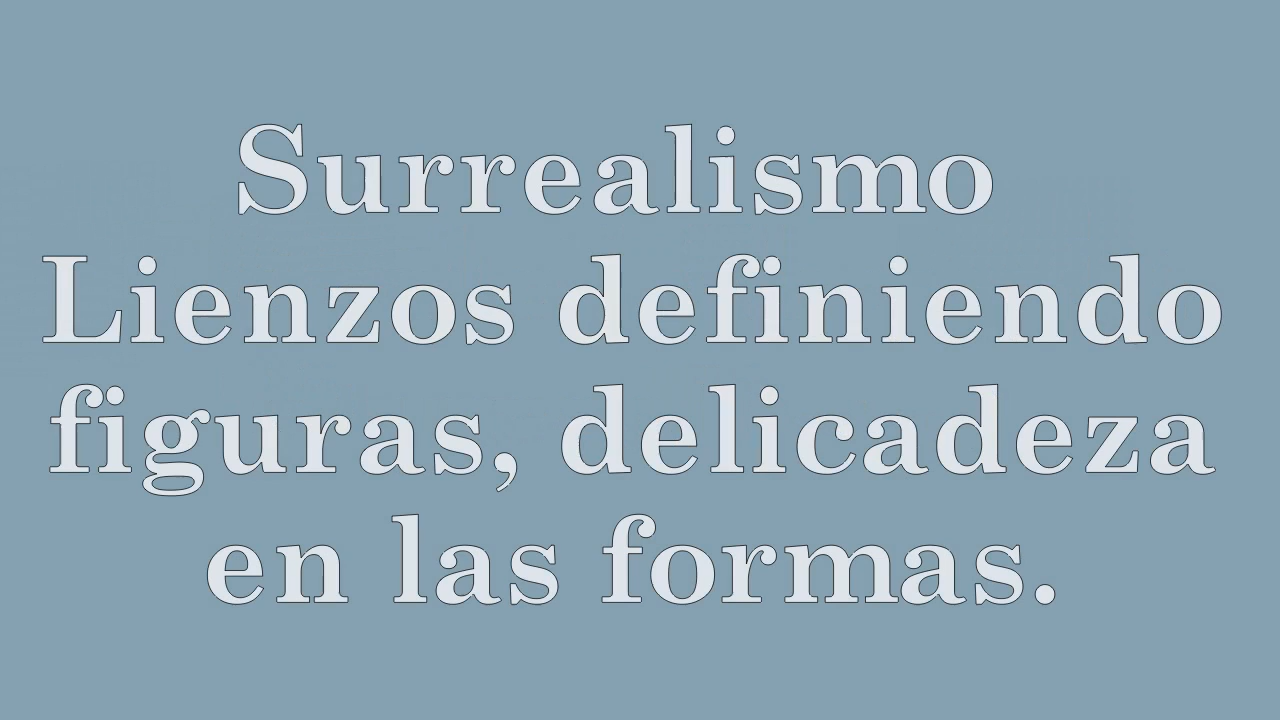 Surrealismo
Lienzos definiendo
figuras, delicadeza
en las formas.